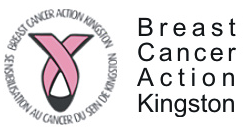 BREAST CANCER ACTION KINGSTON
SENSIBILISATION AU CANCER DU SEIN DE KINGSTON
Breast
Cancer
Action
Kingston